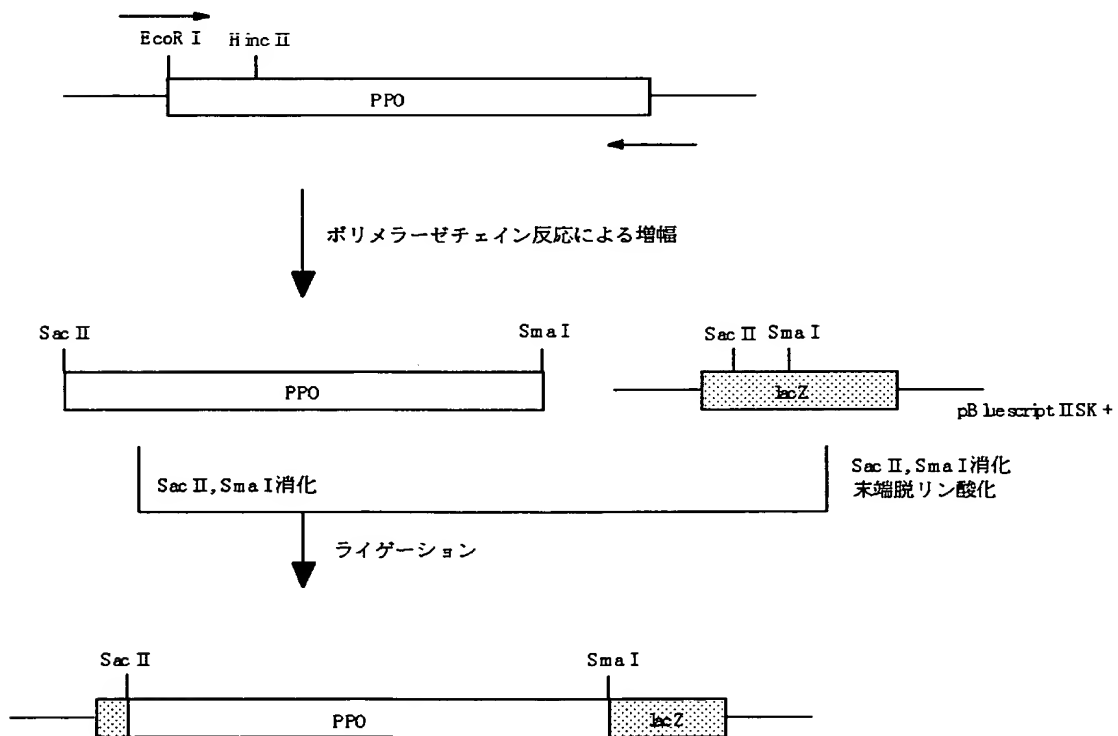 EcoR I Hinc II
PPO
ポリメラーゼチェイン反応による増幅
Sac II Sma I
PPO
Sac II Sma I
lacZ
pBluescript IISK +
Sac II, Sma I消化
Sac II, Sma I消化
末端脱リン酸化
ライゲーション
Sac II Sma I
PPO lacZ